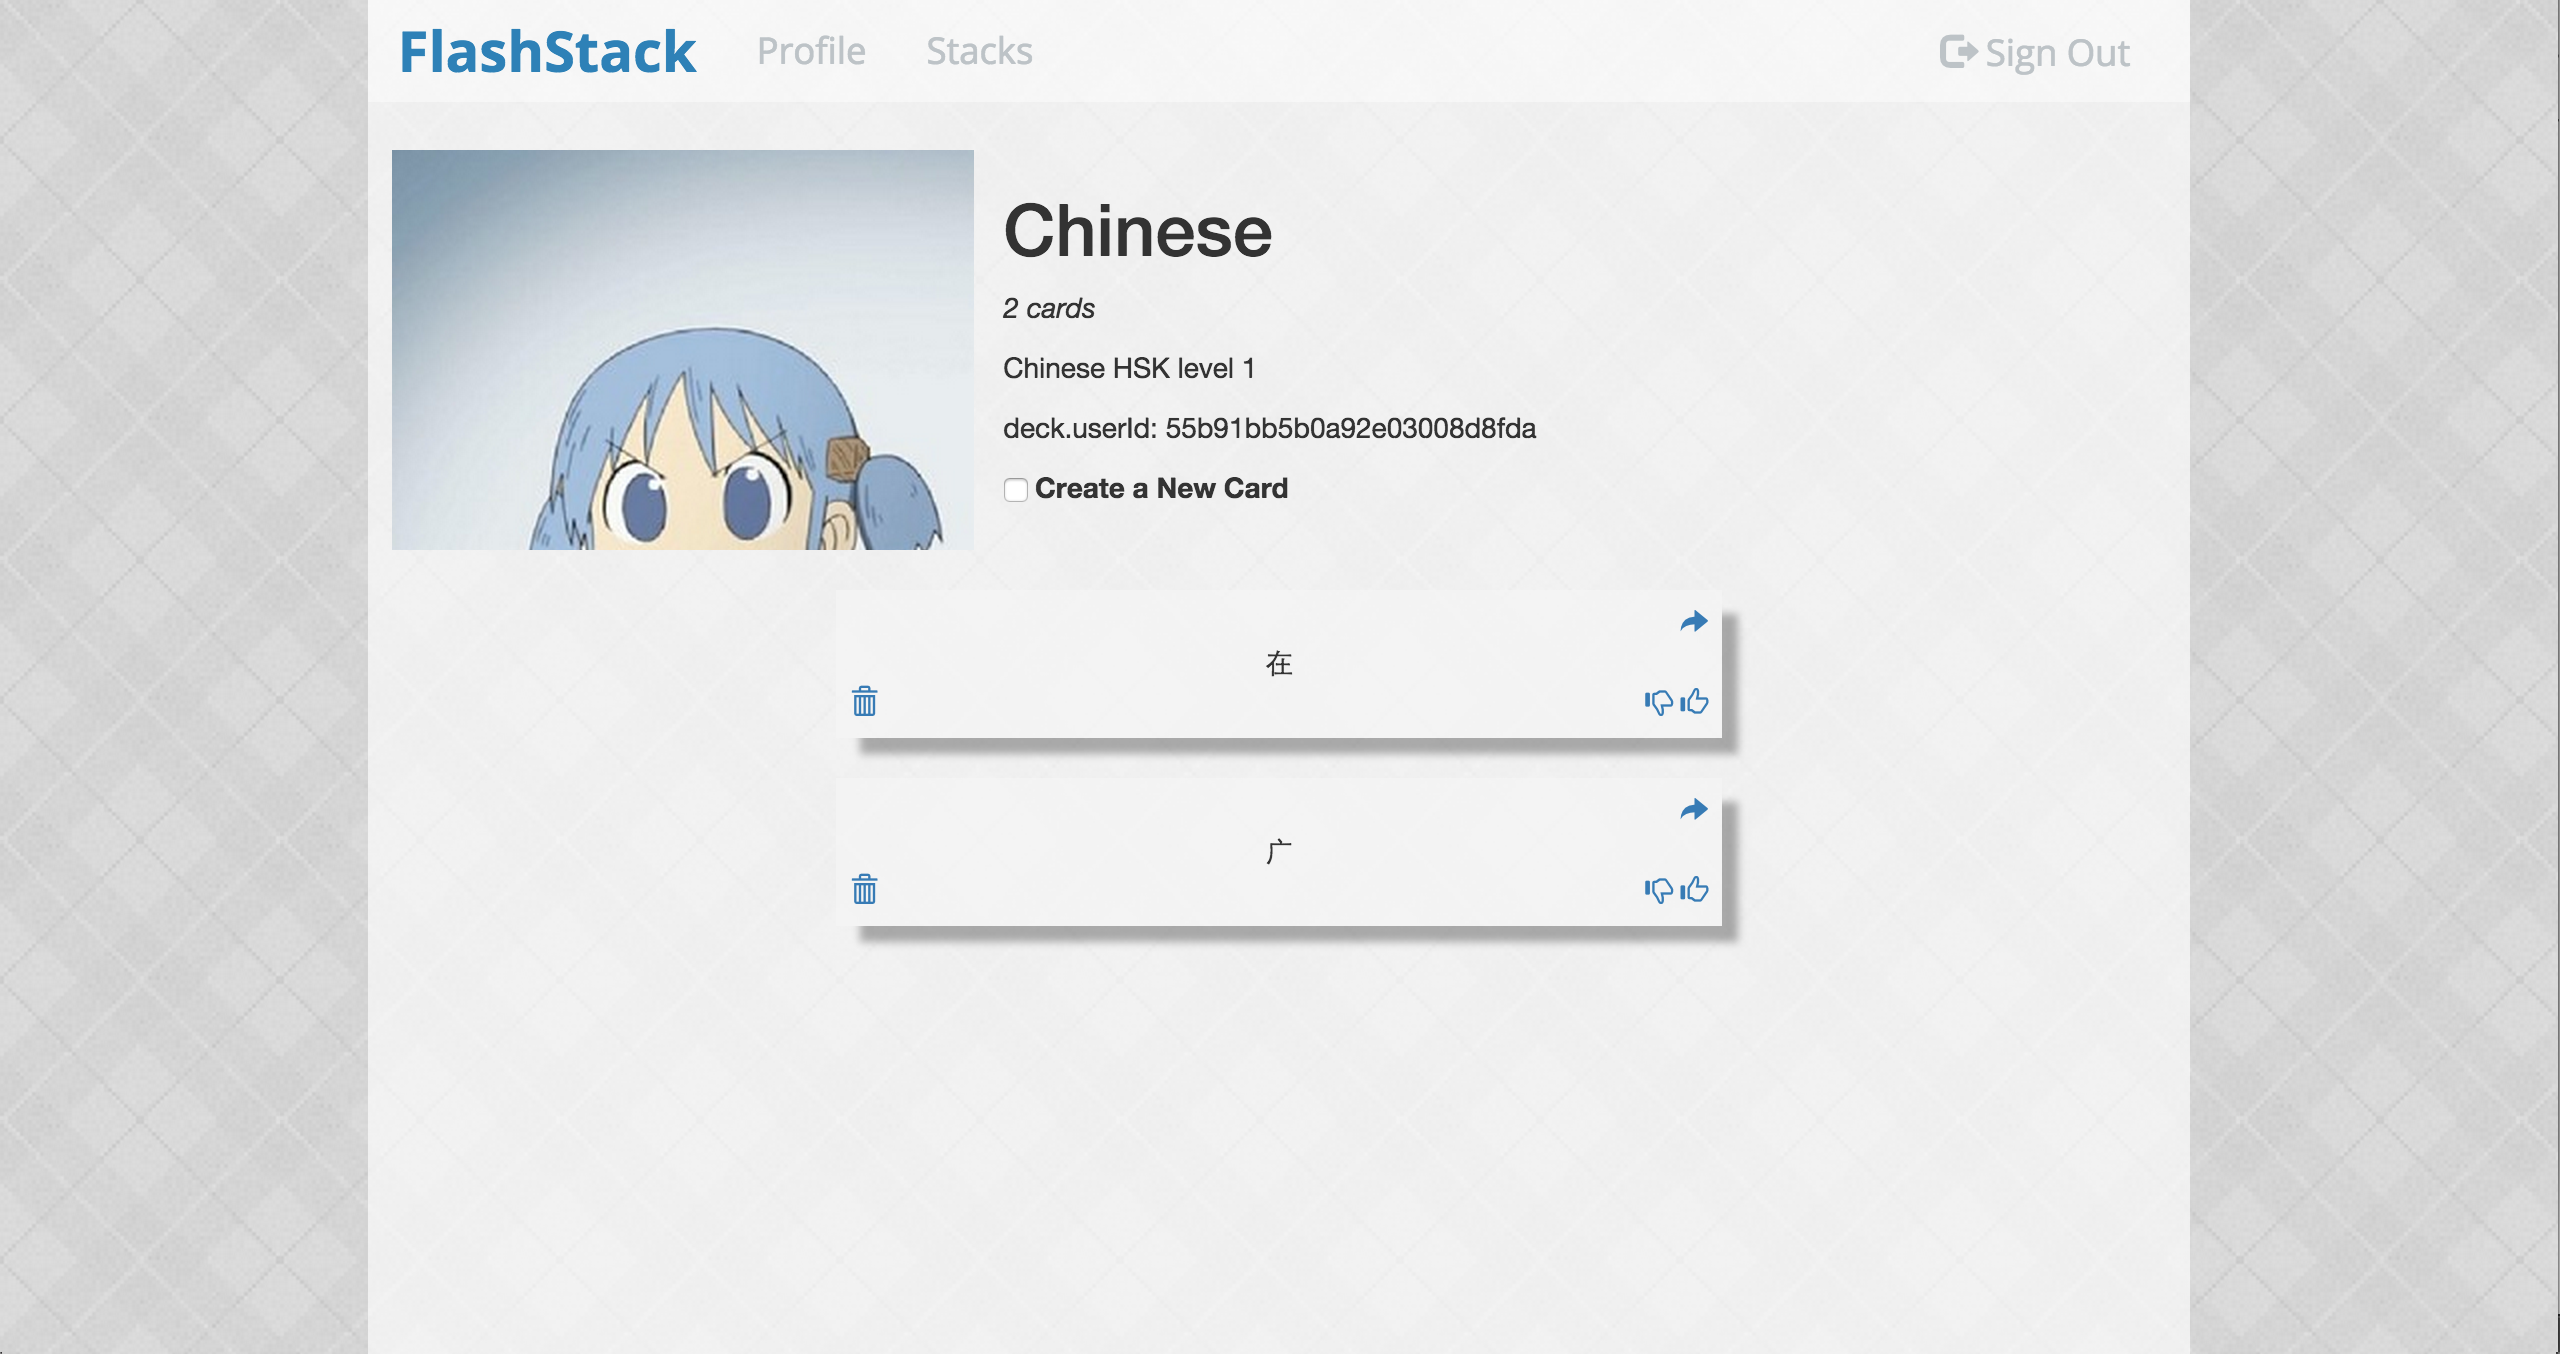 FlashStack Profile Stacks Sign Out
Chinese
2 cards
Chinese HSK level 1
deck.userId: 55b91bb5b0a92e03008d8fda
Create a New Card
在
广